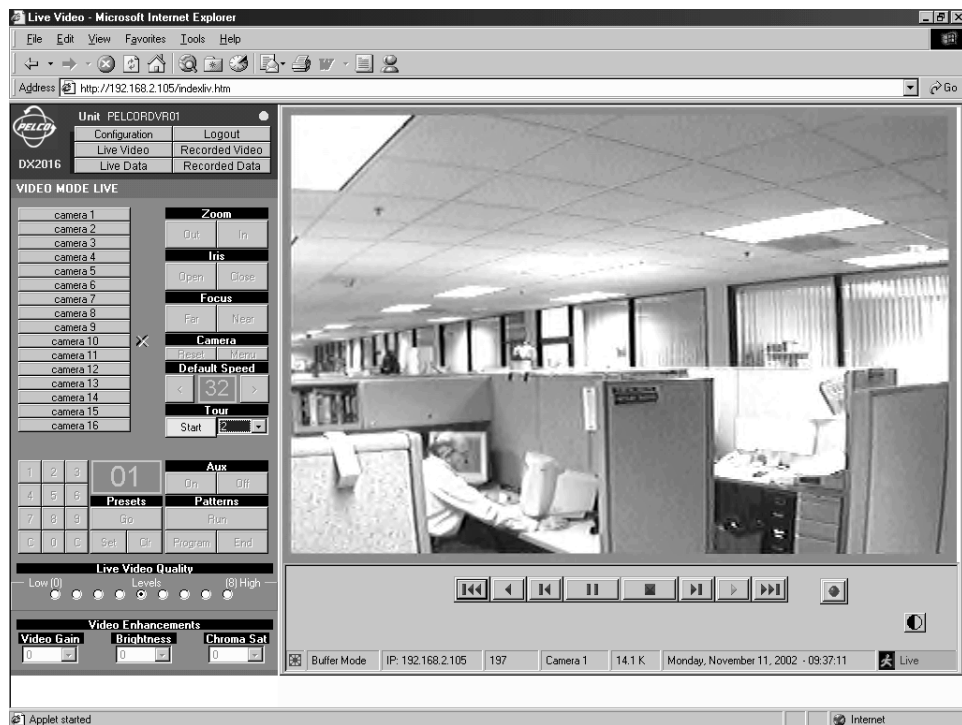 Live Video - Microsoft Internet Explorer
File Edit View Favorites Tools Help
Address http://192.168.2.105/indexliv.htm Go
PELCO
DX2016
Unit PELCORDVR01
Configuration Logout
Live Video Recorded Video
Live Data Recorded Data
VIDEO MODE LIVE
camera 1
camera 2
camera 3
camera 4
camera 5
camera 6
camera 7
camera 8
camera 9
camera 10
camera 11
camera 12
camera 13
camera 14
camera 15
camera 16
Zoom
Out In
Iris
Open Close
Focus
Far Near
Camera
Reset Menu
Default Speed
< 32 >
Tour
Start 2
1 2 3
4 5 6
7 8 9
C 0 C
01
Presets
Go
Set Clr
Aux
On Off
Patterns
Run
Program End
Live Video Quality
Low (0) Levels (8) High
Video Enhancements
Video Gain Brightness Chroma Sat
0 0 0
Buffer Mode IP: 192.168.2.105 197 Camera 1 14.1 K Monday, November 11, 2002 - 09:37:11 Live
Applet started Internet